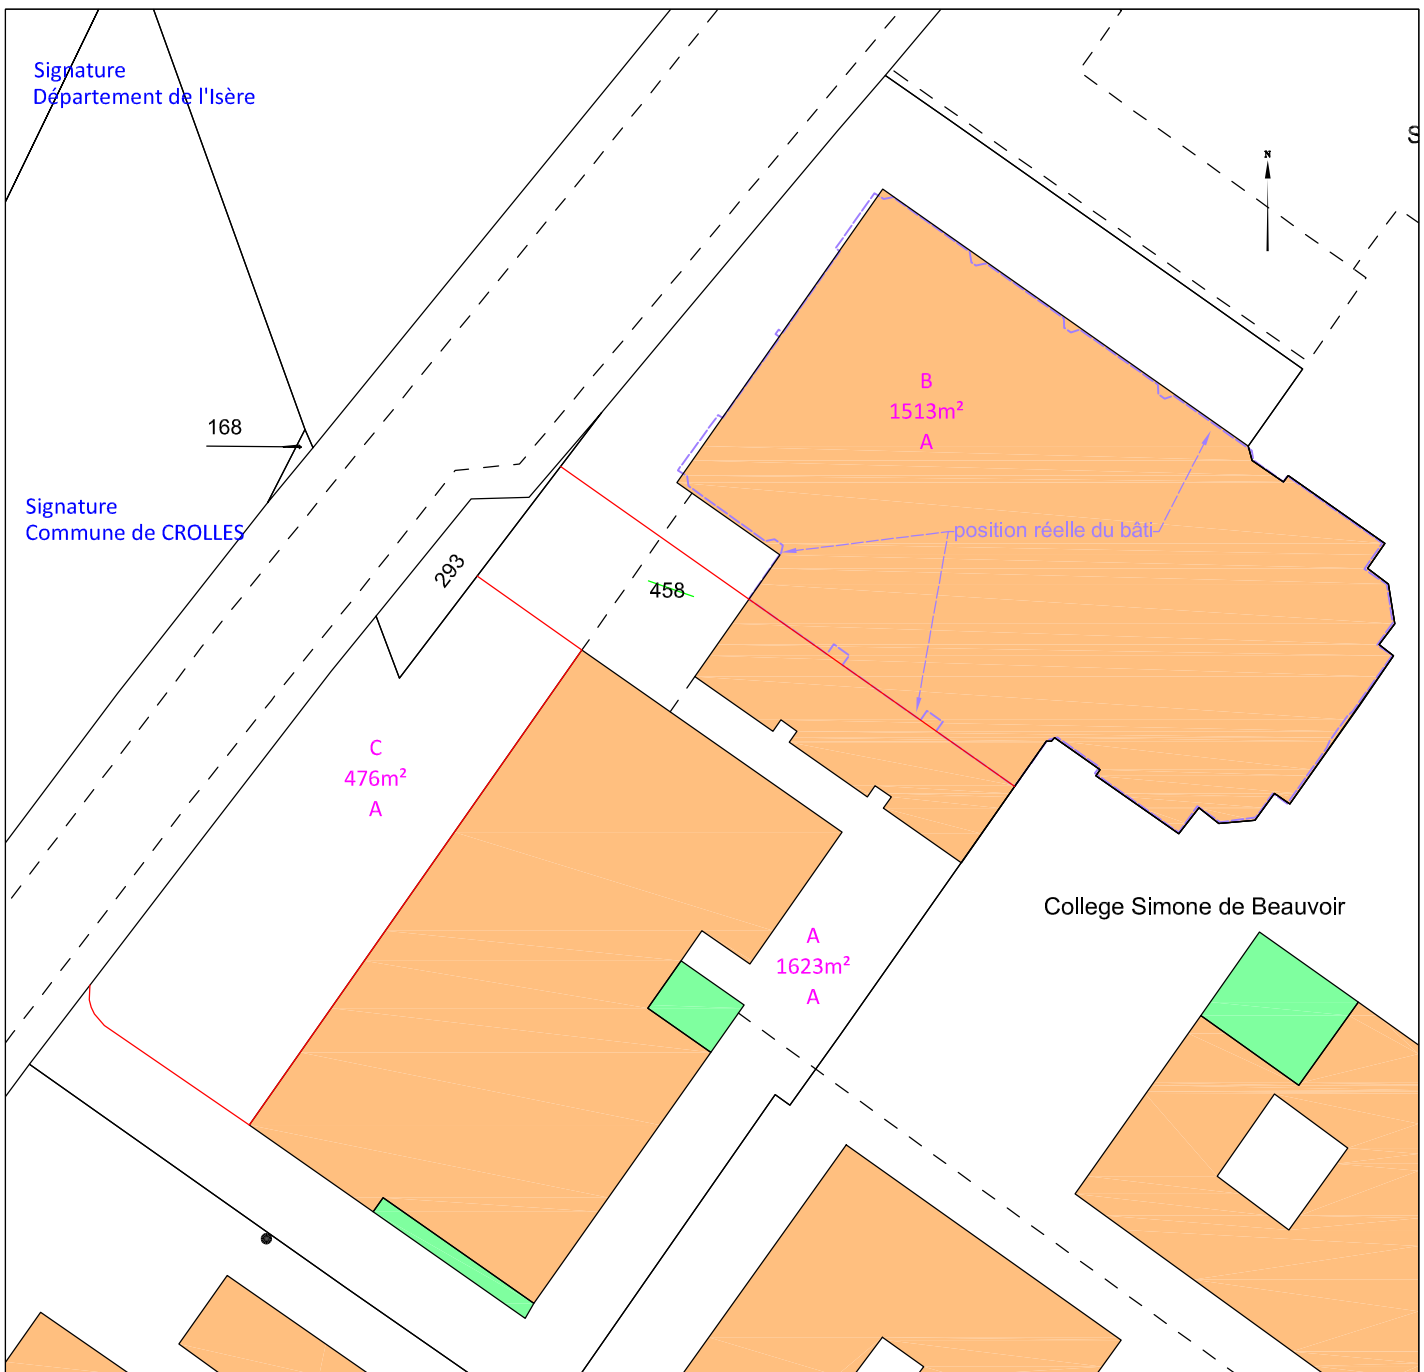 Signature
Département de l'Isère
S
N
B
1513m²
A
168
Signature
Commune de CROLLES
position réelle du bâti
293
458
C
476m²
A
College Simone de Beauvoir
A
1623m²
A